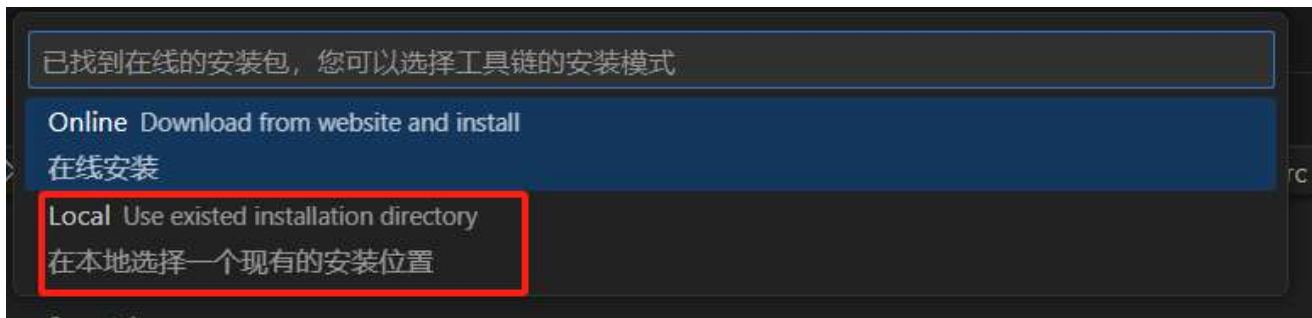 已找到在线的安装包，您可以选择工具链的安装模式
Online Download from website and install
在线安装
rc
Local Use existed installation directory
在本地选择一个现有的安装位置